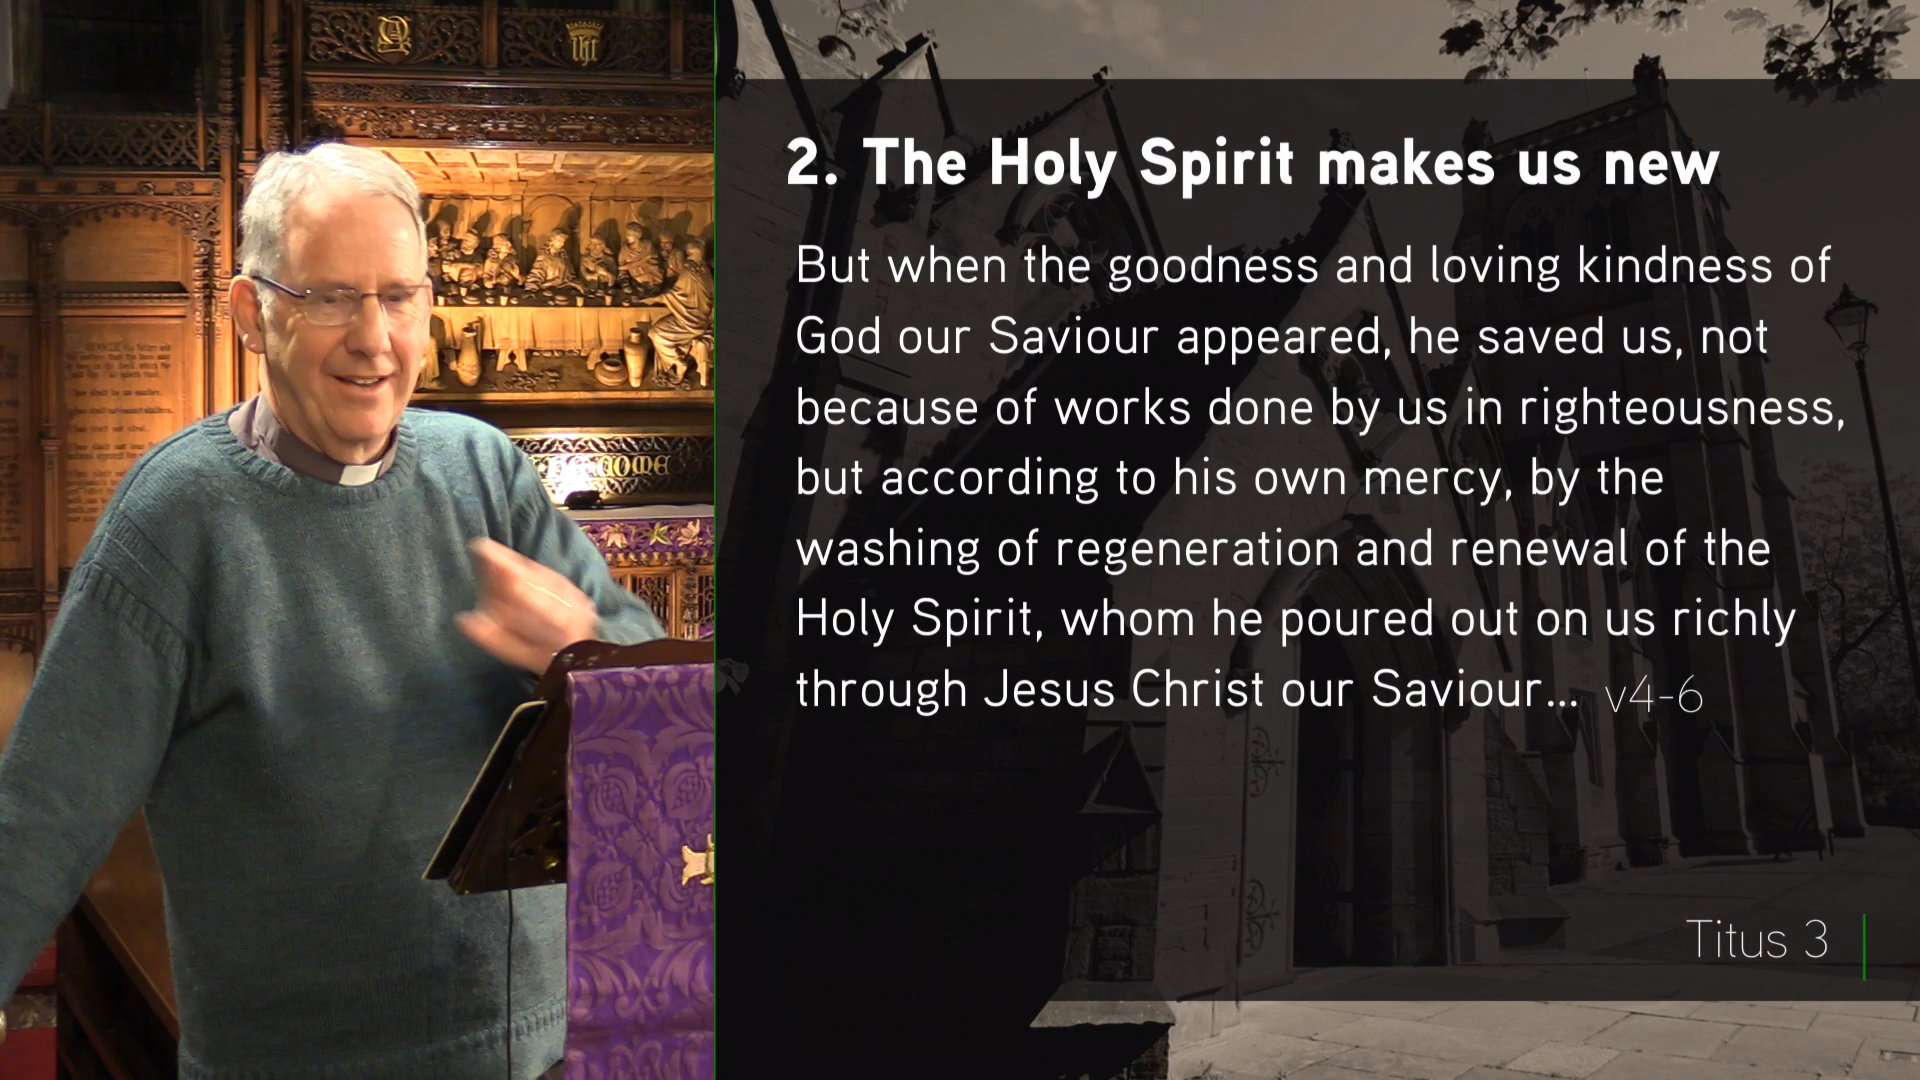 IHS
2. The Holy Spirit makes us new
But when the goodness and loving kindness of
God our Saviour appeared, he saved us, not
because of works done by us in righteousness,
but according to his own mercy, by the
washing of regeneration and renewal of the
Holy Spirit, whom he poured out on us richly
through Jesus Christ our Saviour... v4-6
Titus 3